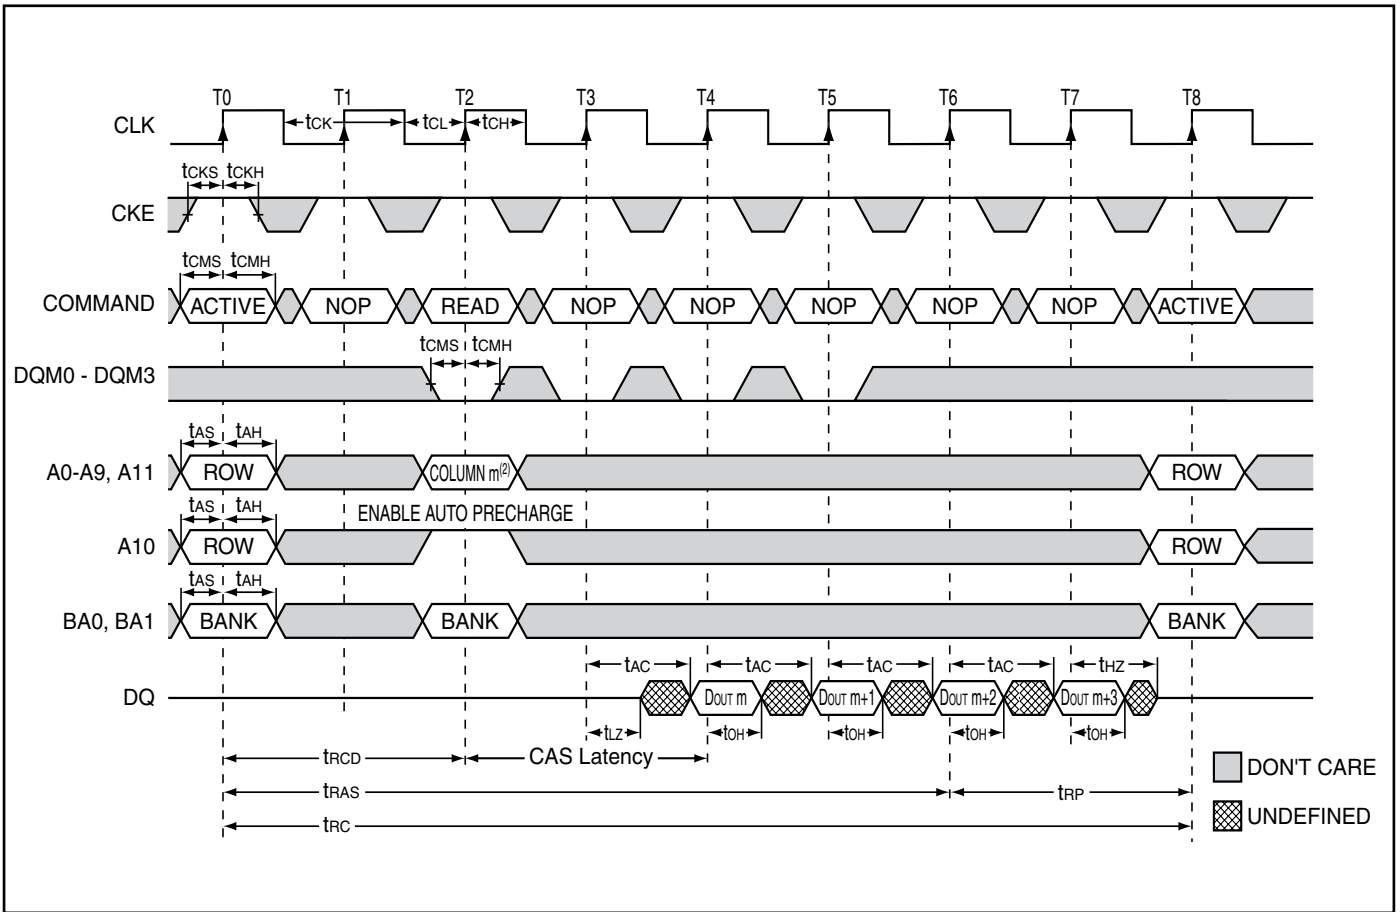 T0 T1 T2 T3 T4 T5 T6 T7 T8
CLK tCK tCL tCH
tCKS tCKH
CKE
tCMS tCMH
COMMAND ACTIVE NOP READ NOP NOP NOP NOP NOP ACTIVE
tCMS tCMH
DQM0 - DQM3
tAS tAH
A0-A9, A11 ROW COLUMN m(2) ROW
tAS tAH ENABLE AUTO PRECHARGE
A10 ROW ROW
tAS tAH
BA0, BA1 BANK BANK BANK
tAC tAC tAC tAC tHZ
DQ DOUT m DOUT m+1 DOUT m+2 DOUT m+3
tLZ tOH tOH tOH tOH
tRCD CAS Latency
DON'T CARE
tRAS tRP
UNDEFINED
tRC